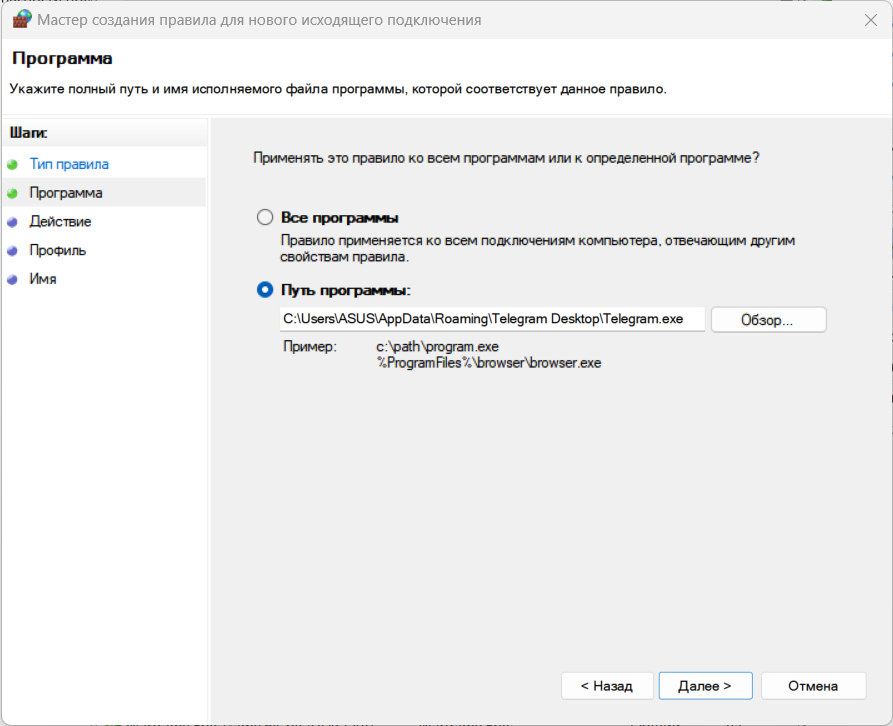 Мастер создания правила для нового исходящего подключения
Программа
Укажите полный путь и имя исполняемого файла программы, которой соответствует данное правило.
Шаги:
Тип правила
Программа
Действие
Профиль
Имя
Применять это правило ко всем программам или к определенной программе?
Все программы
Правило применяется ко всем подключениям компьютера, отвечающим другим
свойствам правила.
Путь программы:
C:\Users\ASUS\AppData\Roaming\Telegram Desktop\Telegram.exe
Обзор...
Пример:
c:\path\program.exe
%ProgramFiles%\browser\browser.exe
< Назад
Далее >
Отмена